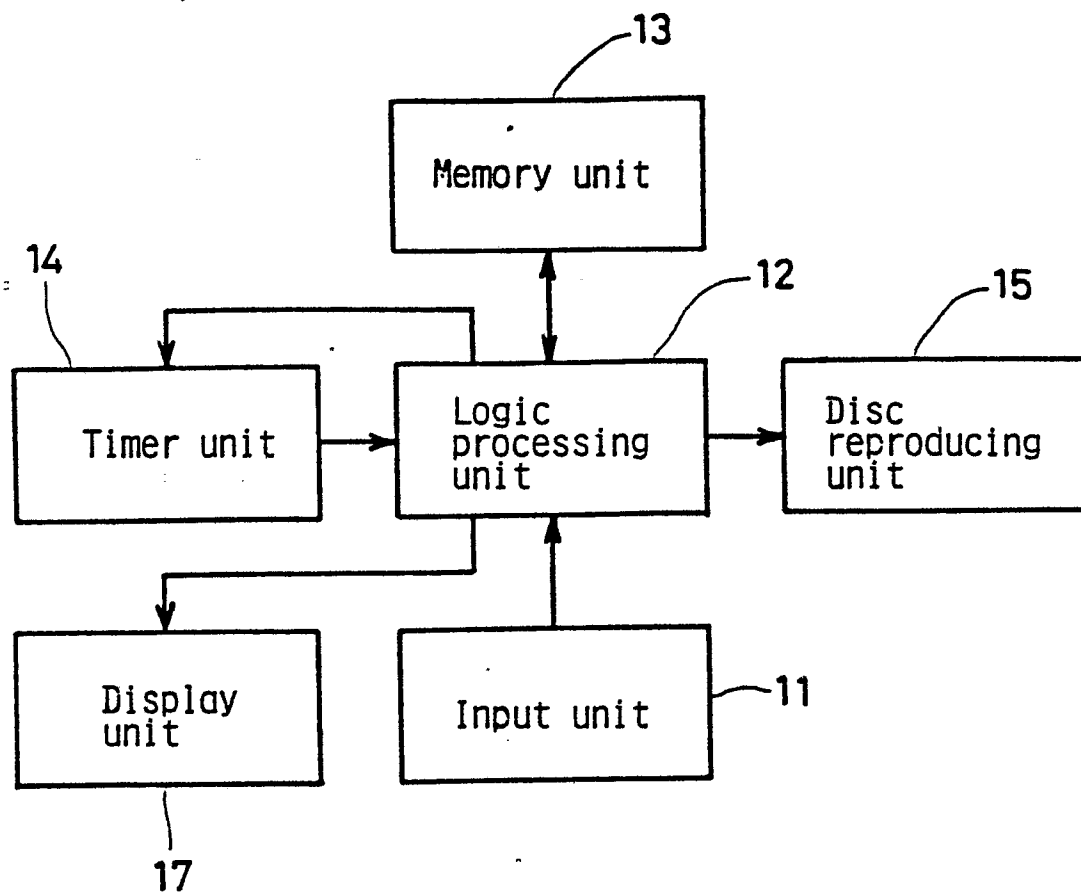 13
Memory unit
14
12
15
Timer unit
Logic
processing
unit
Disc
reproducing
unit
Display
unit
Input unit
11
17